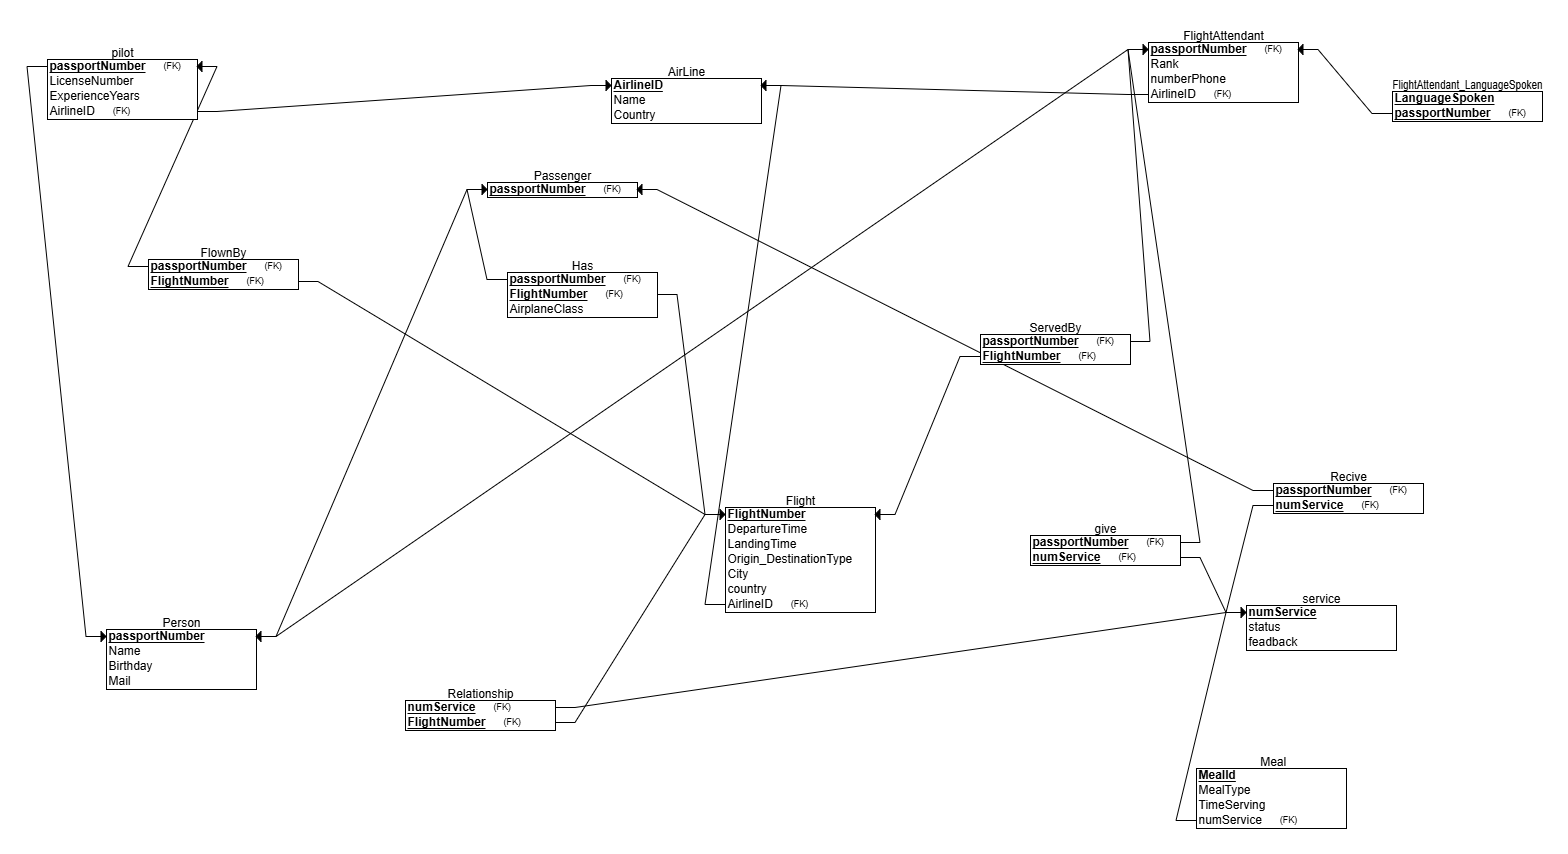 pilot
passportNumber (FK)
LicenseNumber
ExperienceYears
AirlineID (FK)
AirLine
AirlineID
Name
Country
FlightAttendant
passportNumber (FK)
Rank
numberPhone
AirlineID (FK)
FlightAttendant_LanguageSpoken
LanguageSpoken
passportNumber (FK)
Passenger
passportNumber (FK)
FlownBy
passportNumber (FK)
FlightNumber (FK)
Has
passportNumber (FK)
FlightNumber (FK)
AirplaneClass
ServedBy
passportNumber (FK)
FlightNumber (FK)
Recive
passportNumber (FK)
numService (FK)
Flight
FlightNumber
DepartureTime
LandingTime
Origin_DestinationType
City
country
AirlineID (FK)
give
passportNumber (FK)
numService (FK)
service
numService
status
feadback
Person
passportNumber
Name
Birthday
Mail
Relationship
numService (FK)
FlightNumber (FK)
Meal
MealId
MealType
TimeServing
numService (FK)